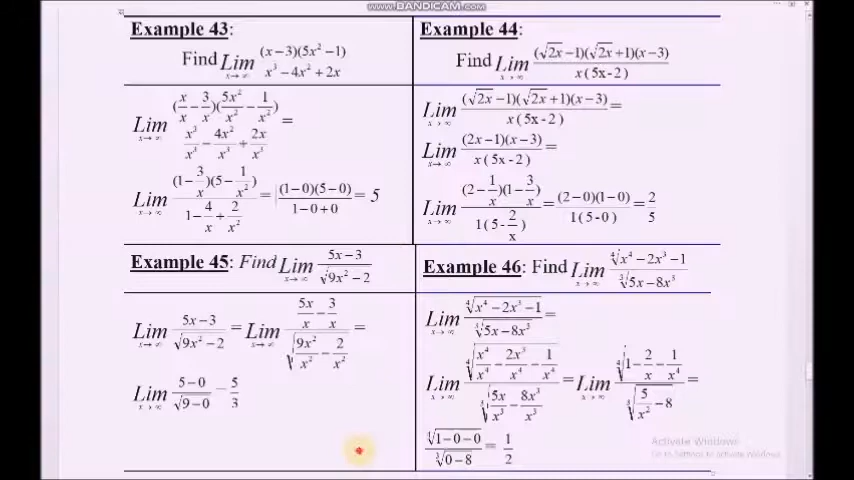 www.BANDICAM.com
Example 43:
Find Lim x→∞ (x−3)(5x²−1) / x³−4x²+2x
Lim x→∞ (x/x − 3/x)(5x²/x² − 1/x²) / x³/x³ − 4x²/x³ + 2x/x³ =
Lim x→∞ (1−3/x)(5−1/x²) / 1−4/x+2/x² = (1−0)(5−0) / 1−0+0 = 5
Example 44:
Find Lim x→∞ (√2x−1)(√2x+1)(x−3) / x(5x-2)
Lim x→∞ (√2x−1)(√2x+1)(x−3) / x(5x-2) =
Lim x→∞ (2x−1)(x−3) / x(5x-2) =
Lim x→∞ (2−1/x)(1−3/x) / 1(5-2/x) = (2−0)(1−0) / 1(5-0) = 2/5
Example 45: Find Lim x→∞ 5x−3 / √9x²−2
Lim x→∞ 5x−3 / √9x²−2 = Lim x→∞ 5x/x − 3/x / √9x²/x² − 2/x² =
Lim x→∞ 5−0 / √9−0 − 5/3
Example 46: Find Lim x→∞ ∜x⁴−2x³−1 / ∛5x−8x³
Lim x→∞ ∜x⁴−2x³−1 / ∛5x−8x³ =
Lim x→∞ ∜x⁴/x⁴ − 2x³/x⁴ − 1/x⁴ / ∛5x/x³ − 8x³/x³ = Lim x→∞ ∜1−2/x−1/x⁴ / ∛5/x²−8 =
∜1−0−0 / ∛0−8 = 1/2
Activate Windows
Go to Settings to activate Windows.